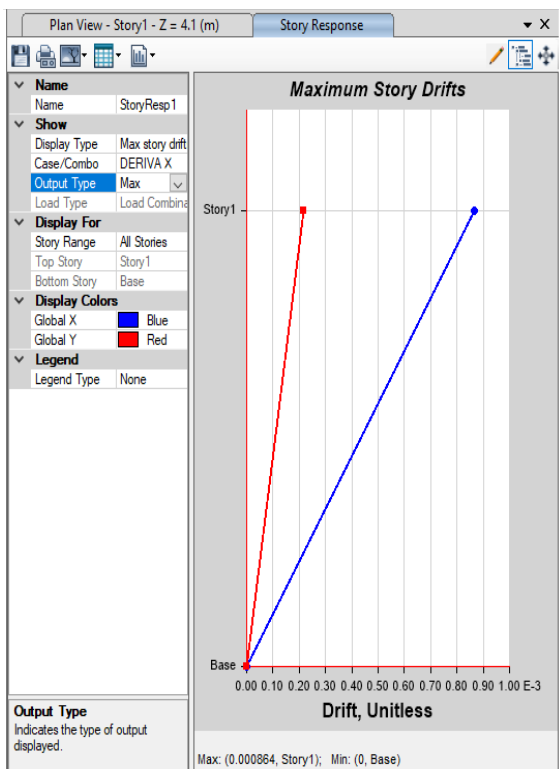 Plan View - Story1 - Z = 4.1 (m)
Story Response
Name
Name StoryResp1
Show
Display Type Max story drift
Case/Combo DERIVA X
Output Type Max
Load Type Load Combina
Display For
Story Range All Stories
Top Story Story1
Bottom Story Base
Display Colors
Global X Blue
Global Y Red
Legend
Legend Type None
Output Type
Indicates the type of output
displayed.
Maximum Story Drifts
Story1
Base
0.00 0.10 0.20 0.30 0.40 0.50 0.60 0.70 0.80 0.90 1.00 E-3
Drift, Unitless
Max: (0.000864, Story1); Min: (0, Base)